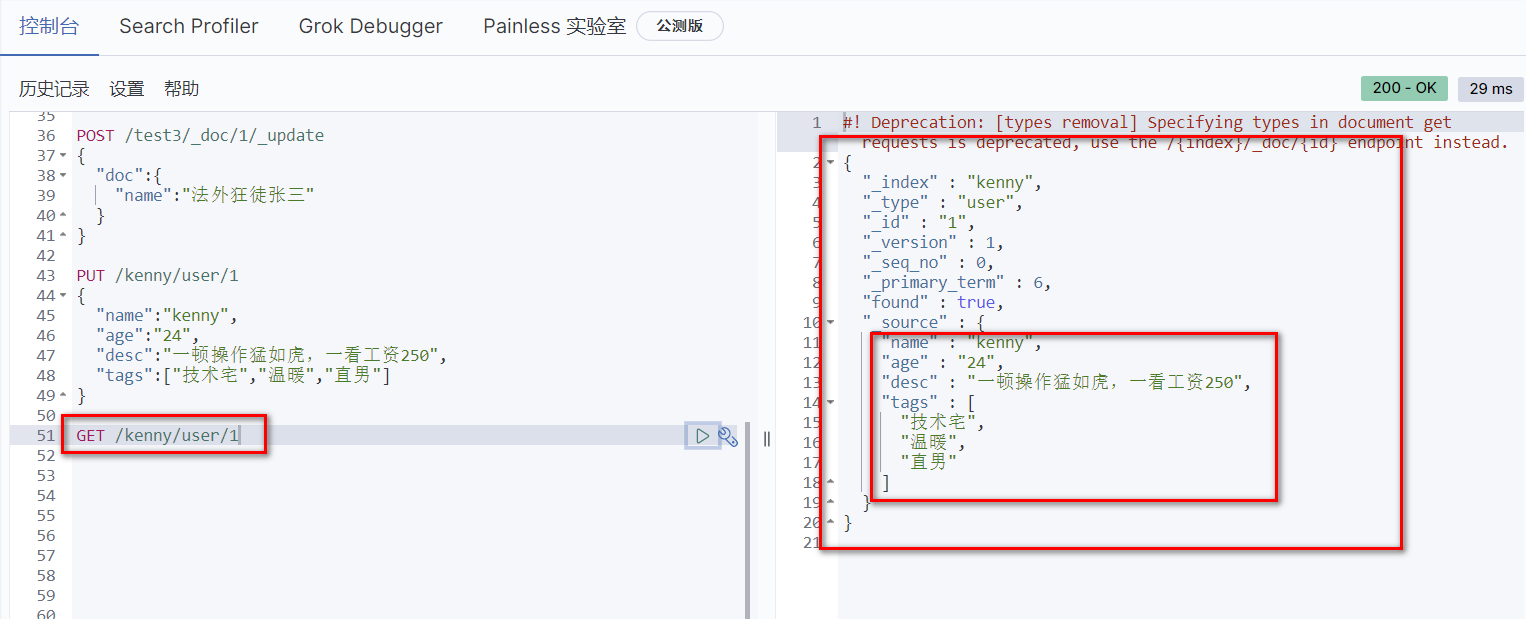 控制台 Search Profiler Grok Debugger Painless 实验室 公测版
历史记录 设置 帮助 200 - OK 29 ms
35
36 POST /test3/_doc/1/_update
37 {
38 "doc":{
39 "name":"法外狂徒张三"
40 }
41 }
42
43 PUT /kenny/user/1
44 {
45 "name":"kenny",
46 "age":"24",
47 "desc":"一顿操作猛如虎，一看工资250",
48 "tags":["技术宅","温暖","直男"]
49 }
50
51 GET /kenny/user/1
52
53
54
55
56
57
58
59
60
1 #! Deprecation: [types removal] Specifying types in document get
requests is deprecated, use the /{index}/_doc/{id} endpoint instead.
2 {
3 "_index" : "kenny",
4 "_type" : "user",
5 "_id" : "1",
6 "_version" : 1,
7 "_seq_no" : 0,
8 "_primary_term" : 6,
9 "found" : true,
10 "_source" : {
11 "name" : "kenny",
12 "age" : "24",
13 "desc" : "一顿操作猛如虎，一看工资250",
14 "tags" : [
15 "技术宅",
16 "温暖",
17 "直男"
18 ]
19 }
20 }
21